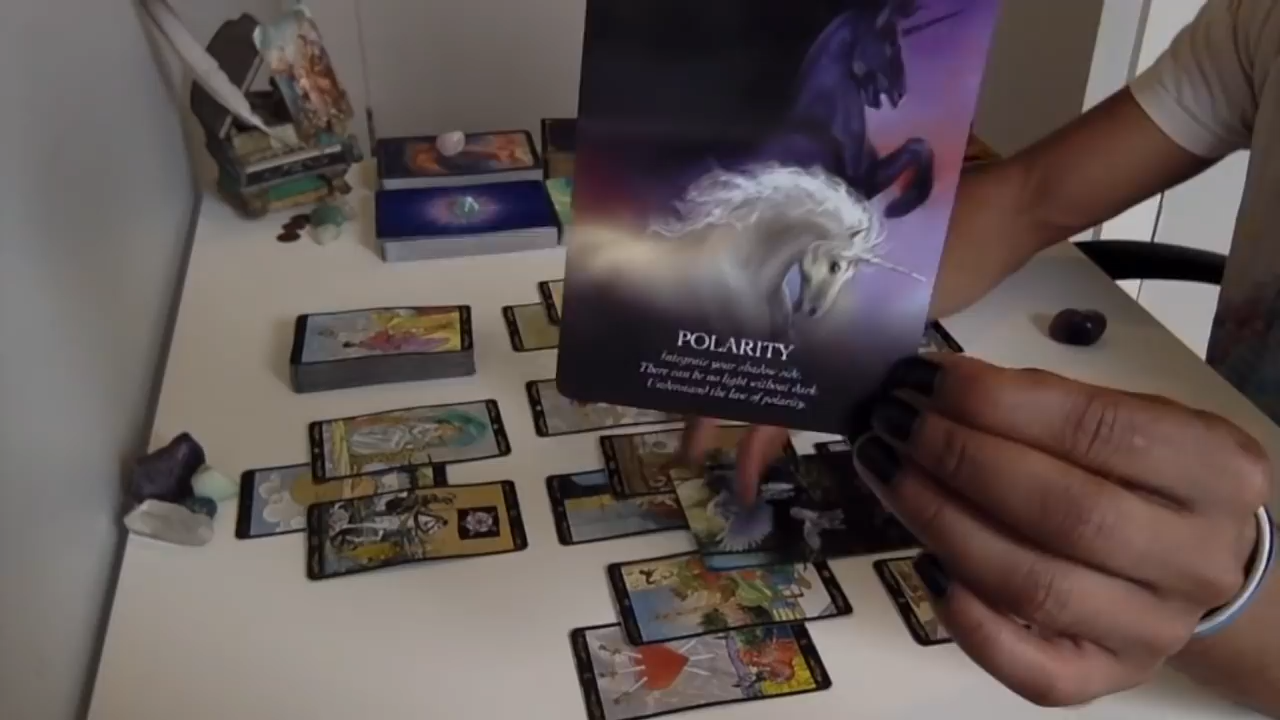 POLARITY
Integrate your shadow side.
There can be no light without dark.
Understand the law of polarity.